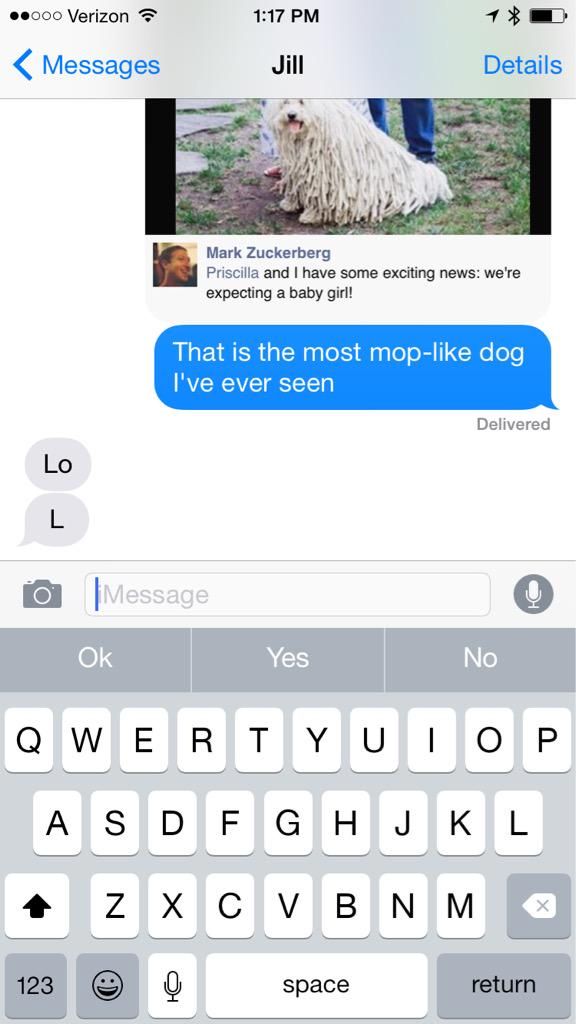 Verizon 1:17 PM
Messages Jill Details
Mark Zuckerberg
Priscilla and I have some exciting news: we're
expecting a baby girl!
That is the most mop-like dog
I've ever seen
Delivered
Lo
L
iMessage
Ok Yes No
Q W E R T Y U I O P
A S D F G H J K L
Z X C V B N M
123 space return